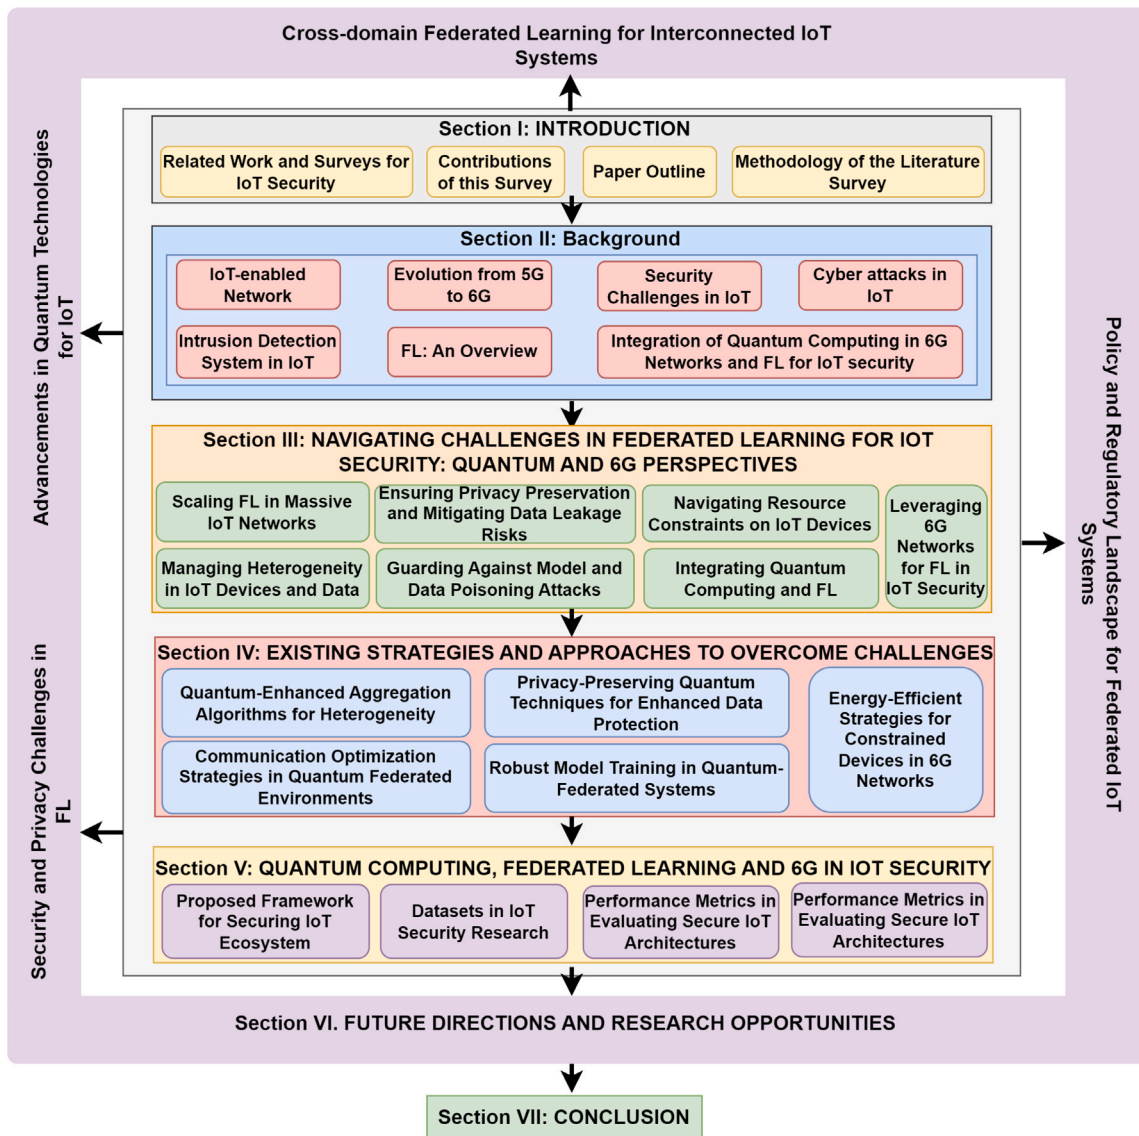 Cross-domain Federated Learning for Interconnected IoT
Systems
Advancements in Quantum Technologies
for IoT
Security and Privacy Challenges in
FL
Policy and Regulatory Landscape for Federated IoT
Systems
Section I: INTRODUCTION
Related Work and Surveys for
IoT Security
Contributions
of this Survey
Paper Outline
Methodology of the Literature
Survey
Section II: Background
IoT-enabled
Network
Evolution from 5G
to 6G
Security
Challenges in IoT
Cyber attacks in
IoT
Intrusion Detection
System in IoT
FL: An Overview
Integration of Quantum Computing in 6G
Networks and FL for IoT security
Section III: NAVIGATING CHALLENGES IN FEDERATED LEARNING FOR IOT
SECURITY: QUANTUM AND 6G PERSPECTIVES
Scaling FL in Massive
IoT Networks
Ensuring Privacy Preservation
and Mitigating Data Leakage
Risks
Navigating Resource
Constraints on IoT Devices
Leveraging
6G
Networks
for FL in
IoT Security
Managing Heterogeneity
in IoT Devices and Data
Guarding Against Model and
Data Poisoning Attacks
Integrating Quantum
Computing and FL
Section IV: EXISTING STRATEGIES AND APPROACHES TO OVERCOME CHALLENGES
Quantum-Enhanced Aggregation
Algorithms for Heterogeneity
Privacy-Preserving Quantum
Techniques for Enhanced Data
Protection
Energy-Efficient
Strategies for
Constrained
Devices in 6G
Networks
Communication Optimization
Strategies in Quantum Federated
Environments
Robust Model Training in Quantum-
Federated Systems
Section V: QUANTUM COMPUTING, FEDERATED LEARNING AND 6G IN IOT SECURITY
Proposed Framework
for Securing IoT
Ecosystem
Datasets in IoT
Security Research
Performance Metrics in
Evaluating Secure IoT
Architectures
Performance Metrics in
Evaluating Secure IoT
Architectures
Section VI. FUTURE DIRECTIONS AND RESEARCH OPPORTUNITIES
Section VII: CONCLUSION